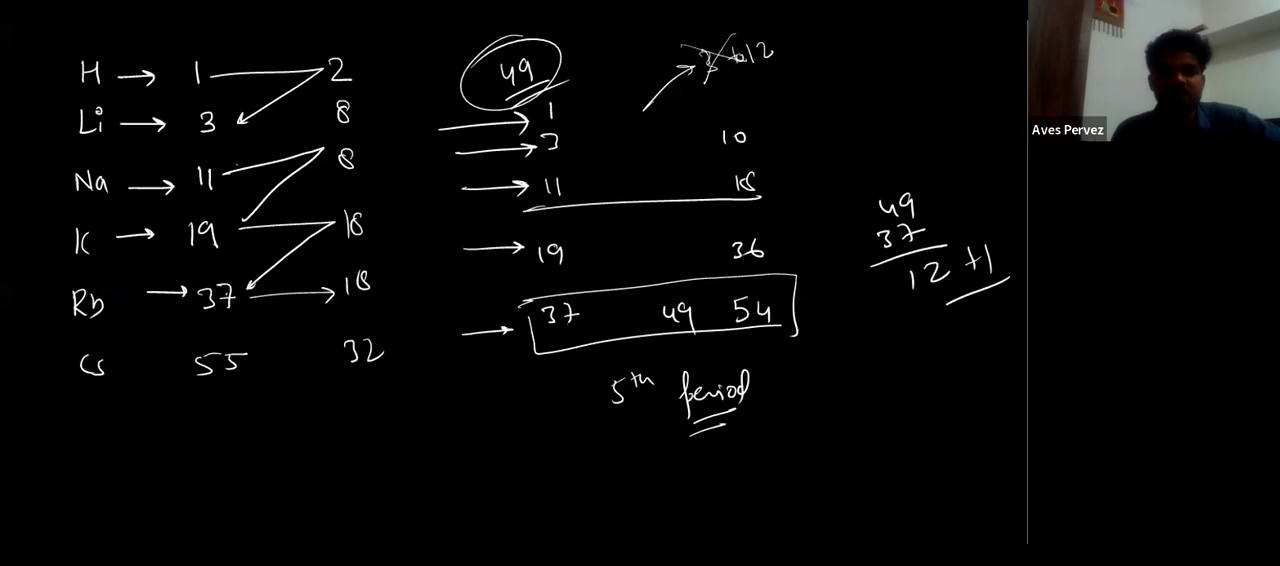 H → 1 2
Li → 3 8
Na → 11 8
K → 19 18
Rb → 37 → 18
Cs 55 32
49
→ 1 2
→ 3 10
→ 11 18
→ 19 36
→ 37 49 54
5th period
49
37
12 +1
Aves Pervez